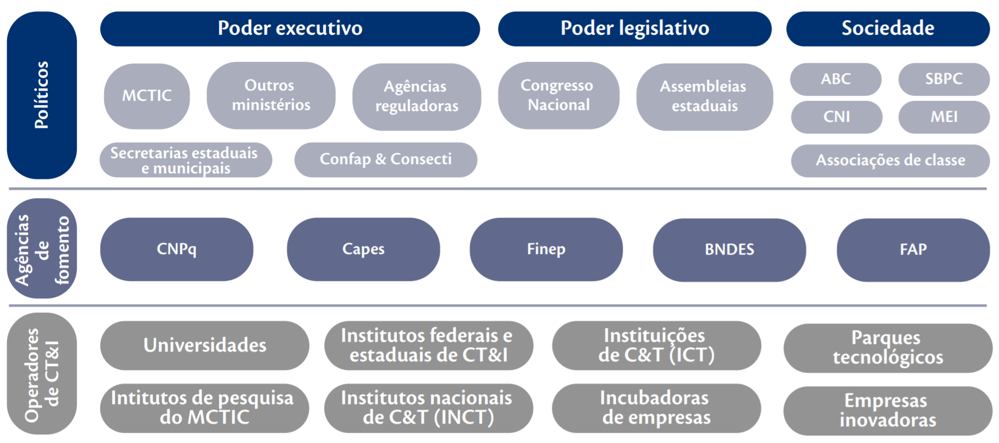 Políticos
Poder executivo
Poder legislativo
Sociedade
MCTIC
Outros
ministérios
Agências
reguladoras
Congresso
Nacional
Assembleias
estaduais
ABC
SBPC
CNI
MEI
Secretarias estaduais
e municipais
Confap & Consecti
Associações de classe
Agências
de
fomento
CNPq
Capes
Finep
BNDES
FAP
Operadores
de CT&I
Universidades
Institutos federais e
estaduais de CT&I
Instituições
de C&T (ICT)
Parques
tecnológicos
Intitutos de pesquisa
do MCTIC
Institutos nacionais
de C&T (INCT)
Incubadoras
de empresas
Empresas
inovadoras